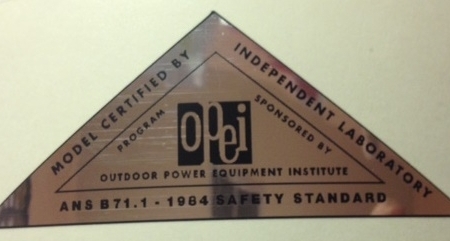 MODEL CERTIFIED BY
INDEPENDENT LABORATORY
PROGRAM
SPONSORED BY
opei
OUTDOOR POWER EQUIPMENT INSTITUTE
ANS B71.1 - 1984 SAFETY STANDARD